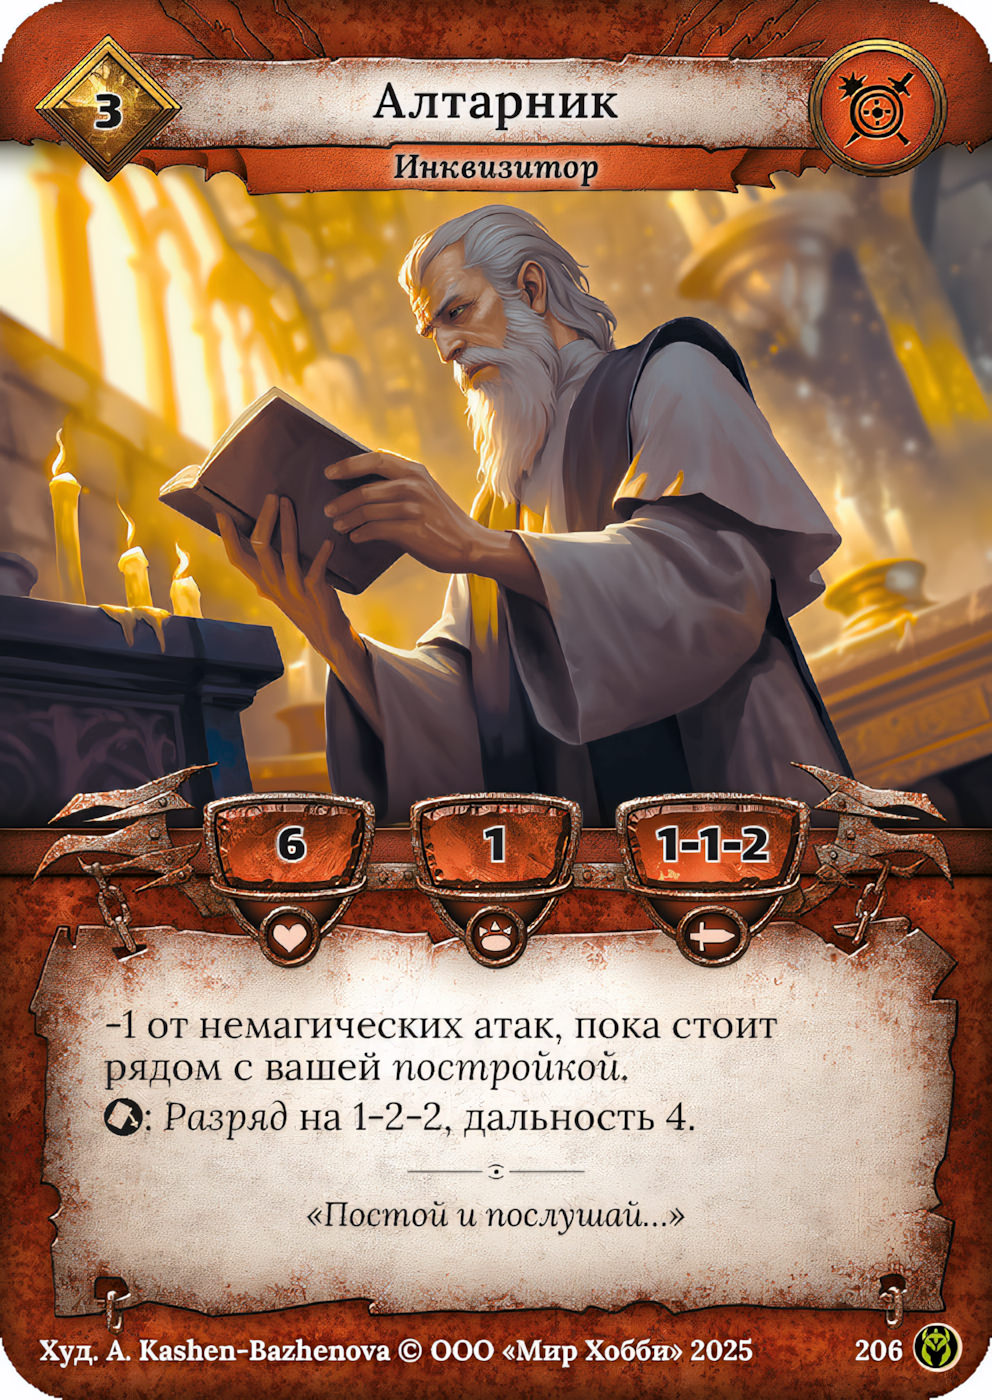 3
Алтарник
Инквизитор
6
1
1-1-2
-1 от немагических атак, пока стоит
рядом с вашей постройкой.
: Разряд на 1-2-2, дальность 4.
«Постой и послушай...»
Худ. А. Kashen-Bazhenova © ООО «Мир Хобби» 2025
206